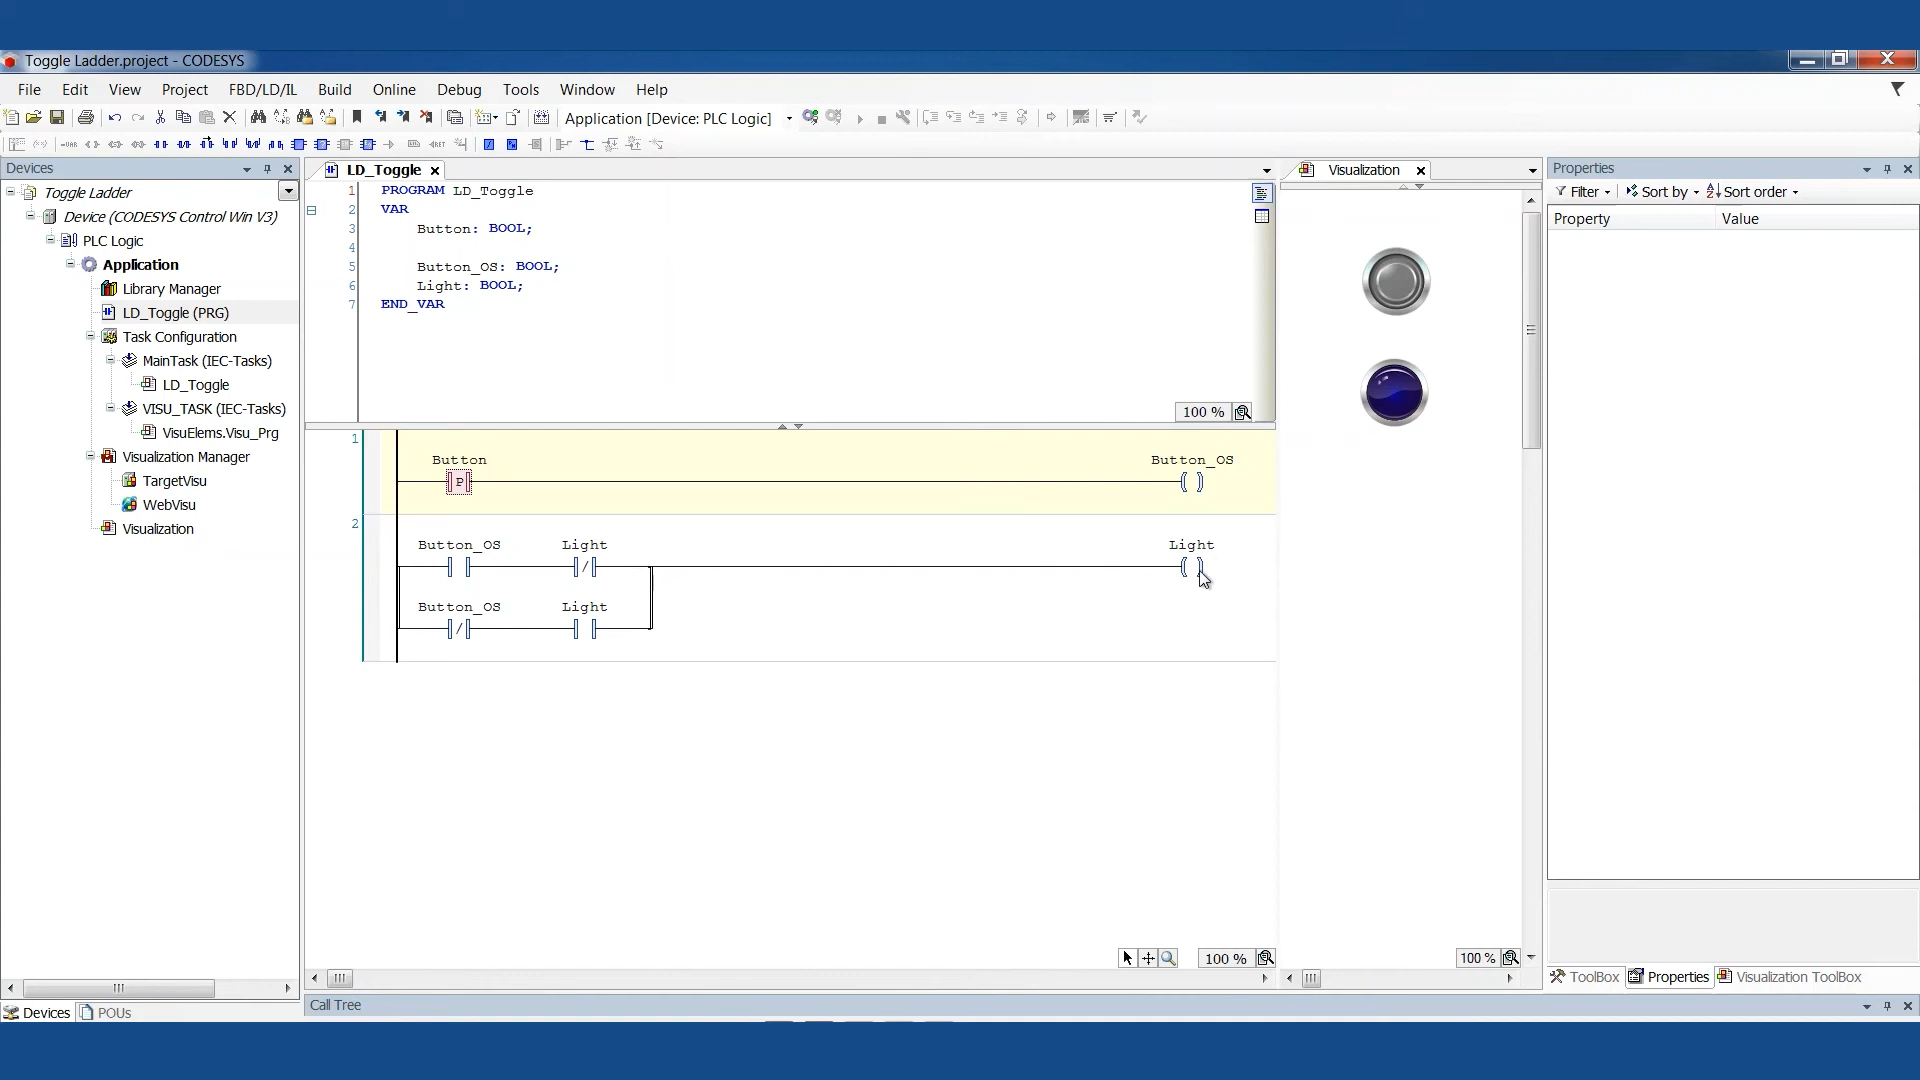 Toggle Ladder.project - CODESYS
File Edit View Project FBD/LD/IL Build Online Debug Tools Window Help
Application [Device: PLC Logic]
Devices
Toggle Ladder
Device (CODESYS Control Win V3)
PLC Logic
Application
Library Manager
LD_Toggle (PRG)
Task Configuration
MainTask (IEC-Tasks)
LD_Toggle
VISU_TASK (IEC-Tasks)
VisuElems.Visu_Prg
Visualization Manager
TargetVisu
WebVisu
Visualization
Devices POUs
LD_Toggle
1 PROGRAM LD_Toggle
2 VAR
3 Button: BOOL;
4
5 Button_OS: BOOL;
6 Light: BOOL;
7 END_VAR
100 %
1
Button Button_OS
P
2
Button_OS Light Light
/
Button_OS Light
/
100 %
Call Tree
Visualization
100 %
Properties
Filter Sort by Sort order
Property Value
ToolBox Properties Visualization ToolBox